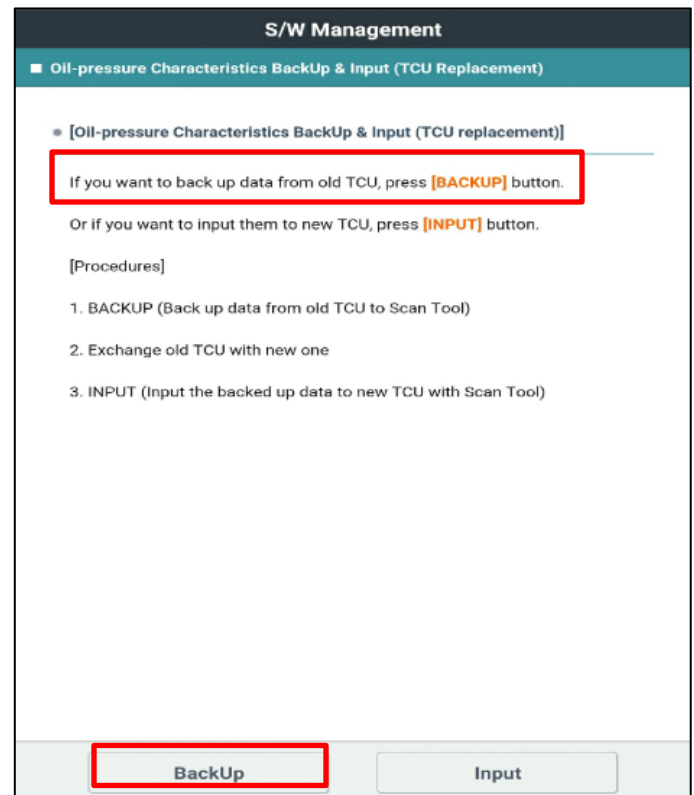 S/W Management
Oil-pressure Characteristics BackUp & Input (TCU Replacement)
[Oil-pressure Characteristics BackUp & Input (TCU replacement)]
If you want to back up data from old TCU, press [BACKUP] button.
Or if you want to input them to new TCU, press [INPUT] button.
[Procedures]
1. BACKUP (Back up data from old TCU to Scan Tool)
2. Exchange old TCU with new one
3. INPUT (Input the backed up data to new TCU with Scan Tool)
BackUp
Input